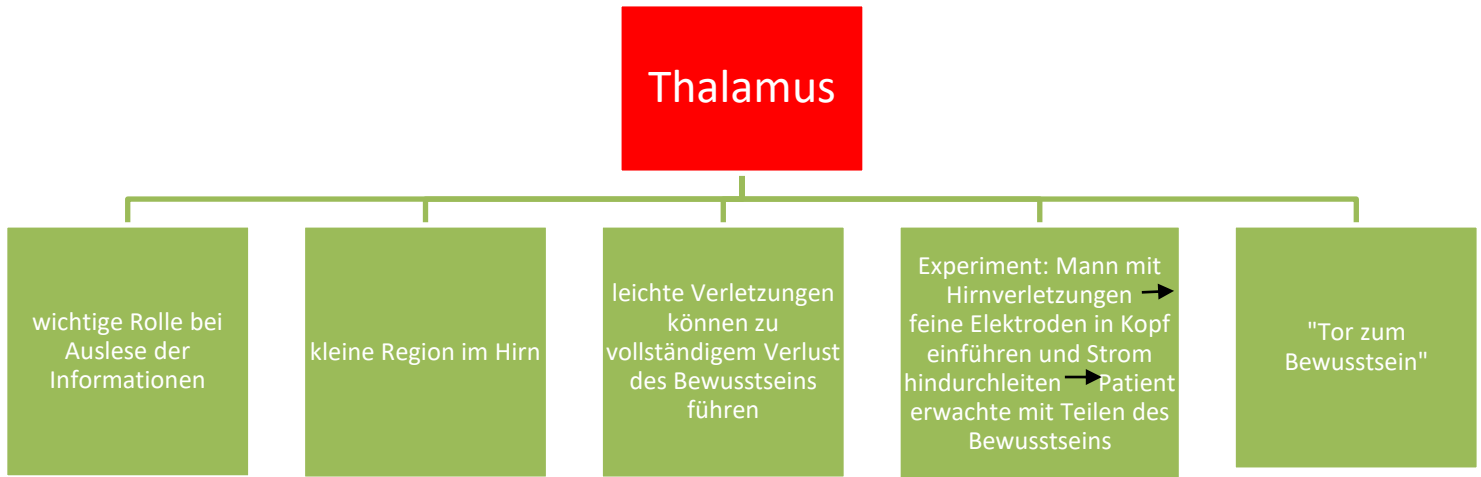 Thalamus
wichtige Rolle bei
Auslese der
Informationen
kleine Region im Hirn
leichte Verletzungen
können zu
vollständigem Verlust
des Bewusstseins
führen
Experiment: Mann mit
Hirnverletzungen →
feine Elektroden in Kopf
einführen und Strom
hindurchleiten → Patient
erwachte mit Teilen des
Bewusstseins
"Tor zum
Bewusstsein"